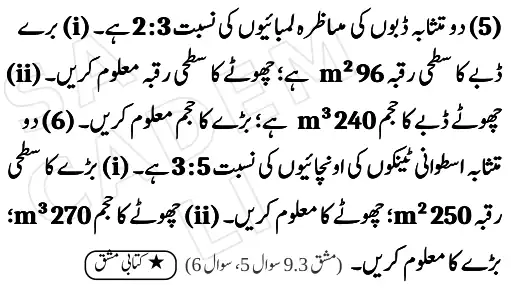 (5) دو متشابہ ڈبوں کی متناظرہ لمبائیوں کی نسبت 2:3 ہے۔ (i) بڑے
ڈبے کا سطحی رقبہ 96 m² ہے؛ چھوٹے کا سطحی رقبہ معلوم کریں۔ (ii)
چھوٹے ڈبے کا حجم 240 m³ ہے؛ بڑے کا حجم معلوم کریں۔ (6) دو
متشابہ اسطوانی ٹینکوں کی اونچائیوں کی نسبت 3:5 ہے۔ (i) بڑے کا سطحی
رقبہ 250 m²؛ چھوٹے کا معلوم کریں۔ (ii) چھوٹے کا حجم 270 m³؛
بڑے کا معلوم کریں۔ (مشق 9.3 سوال 5، سوال 6) ★ کتابی مشق